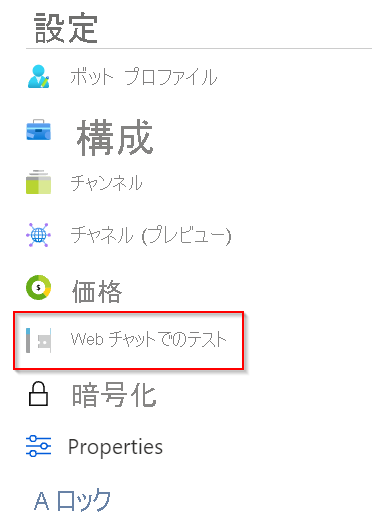 設定
ボット プロファイル
構成
チャンネル
チャネル (プレビュー)
価格
Web チャットでのテスト
暗号化
Properties
A ロック